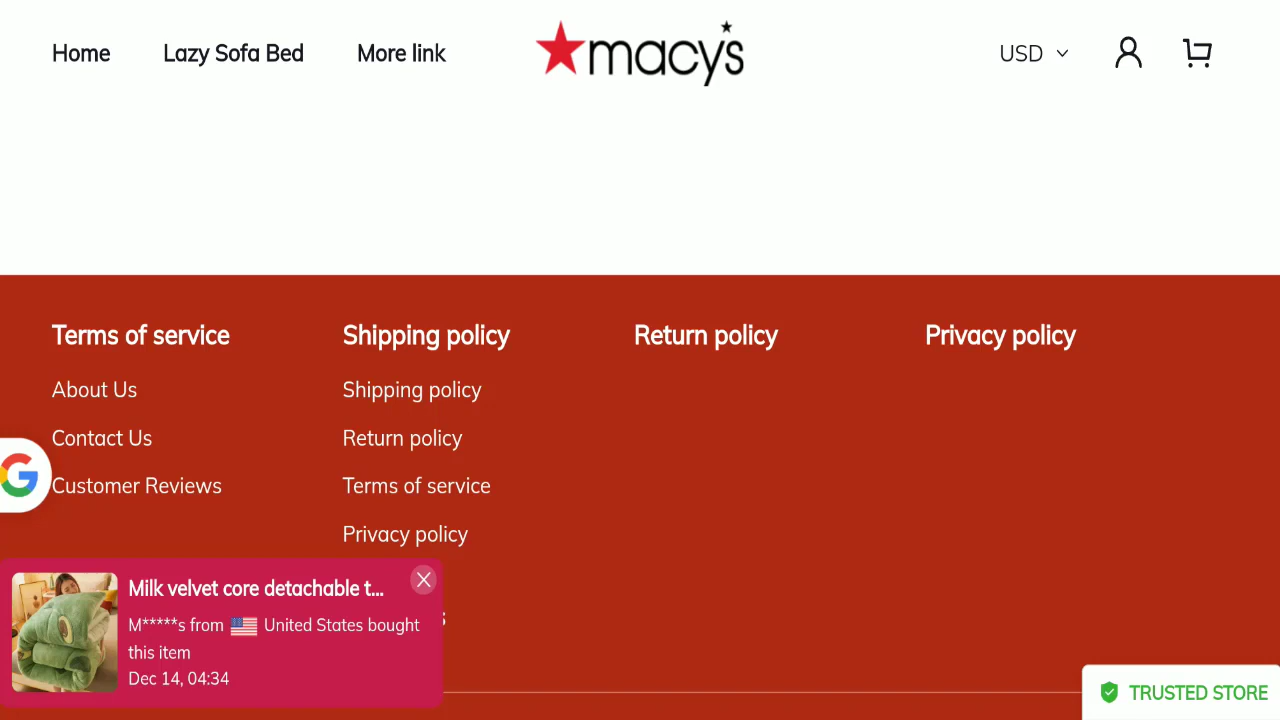 Home
Lazy Sofa Bed
More link
macy's
USD
Terms of service
About Us
Contact Us
Customer Reviews
Shipping policy
Shipping policy
Return policy
Terms of service
Privacy policy
Return policy
Privacy policy
G
Milk velvet core detachable t...
M*****s from United States bought
this item
Dec 14, 04:34
TRUSTED STORE